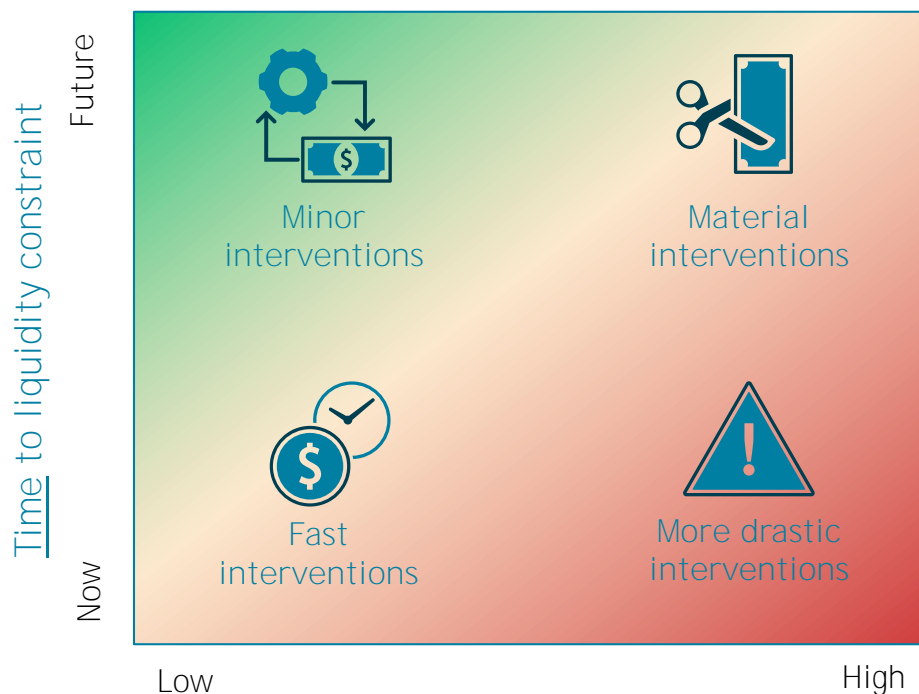 Time to liquidity constraint
Future
Now
$
Minor
interventions
Material
interventions
$
Fast
interventions
!
More drastic
interventions
Low
High